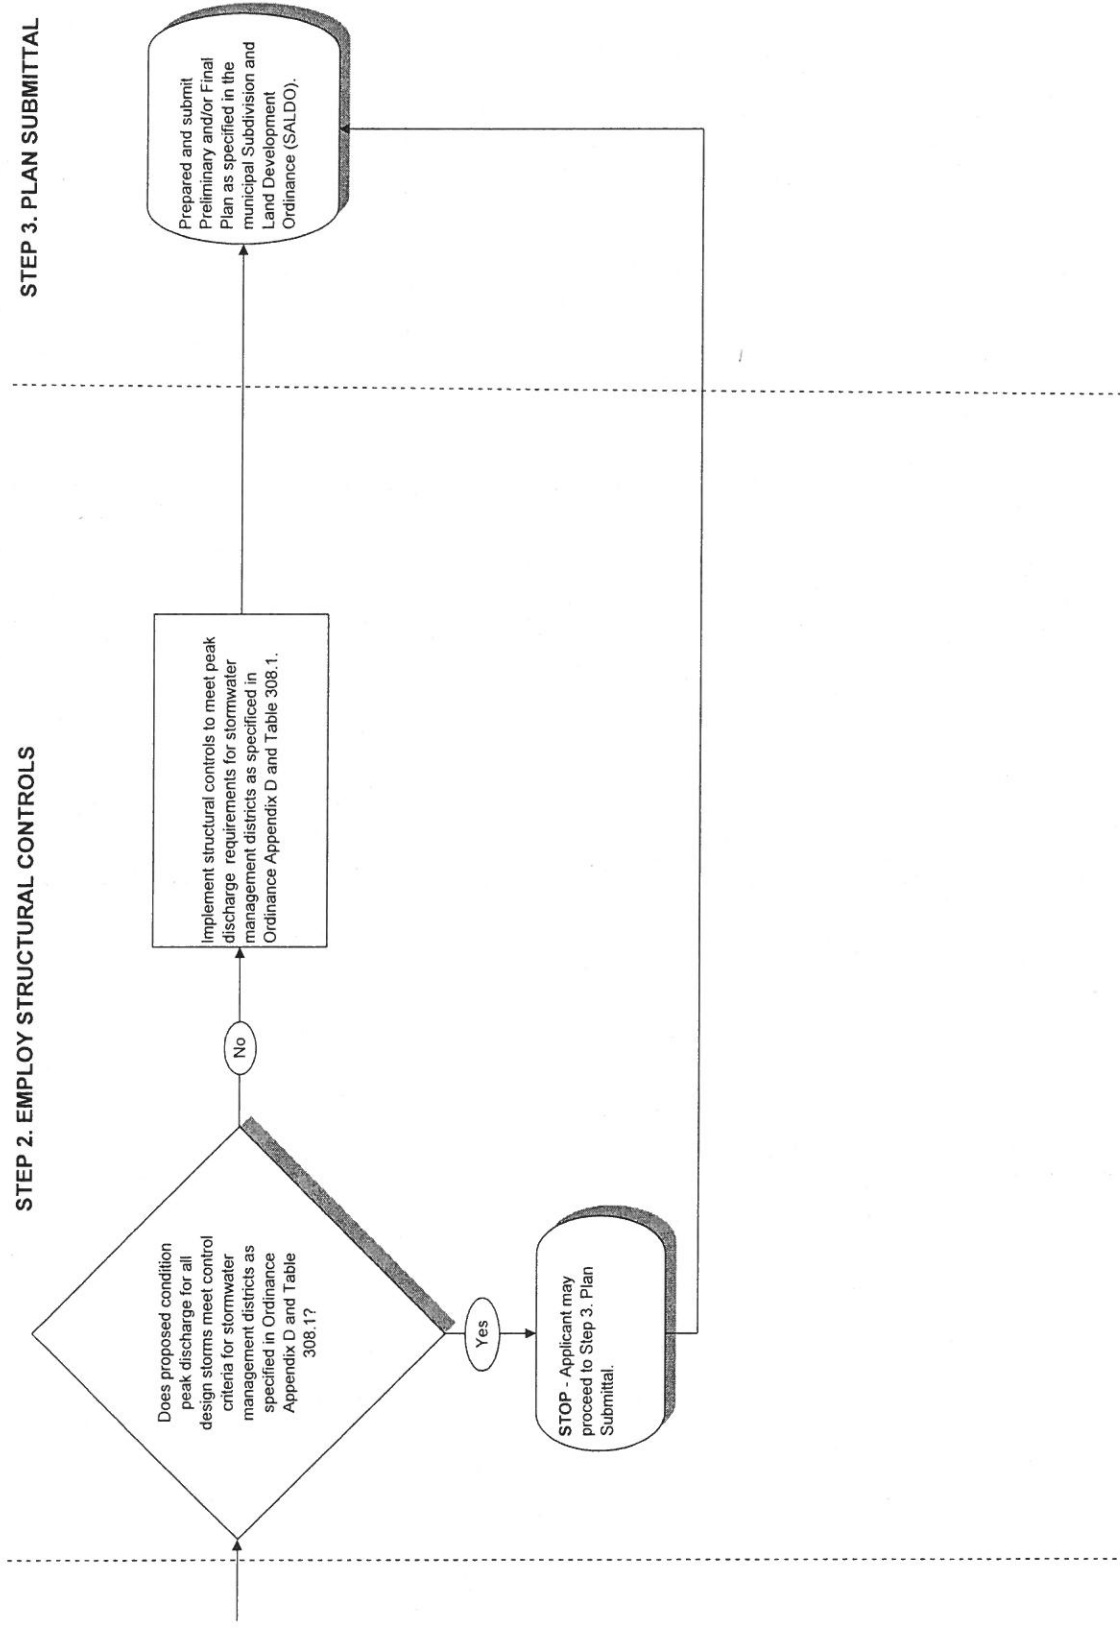 STEP 2. EMPLOY STRUCTURAL CONTROLS
STEP 3. PLAN SUBMITTAL
Does proposed condition
peak discharge for all
design storms meet control
criteria for stormwater
management districts as
specified in Ordinance
Appendix D and Table
308.1?
No
Implement structural controls to meet peak
discharge requirements for stormwater
management districts as specificed in
Ordinance Appendix D and Table 308.1.
Prepared and submit
Preliminary and/or Final
Plan as specified in the
municipal Subdivision and
Land Development
Ordinance (SALDO).
Yes
STOP - Applicant may
proceed to Step 3. Plan
Submittal.